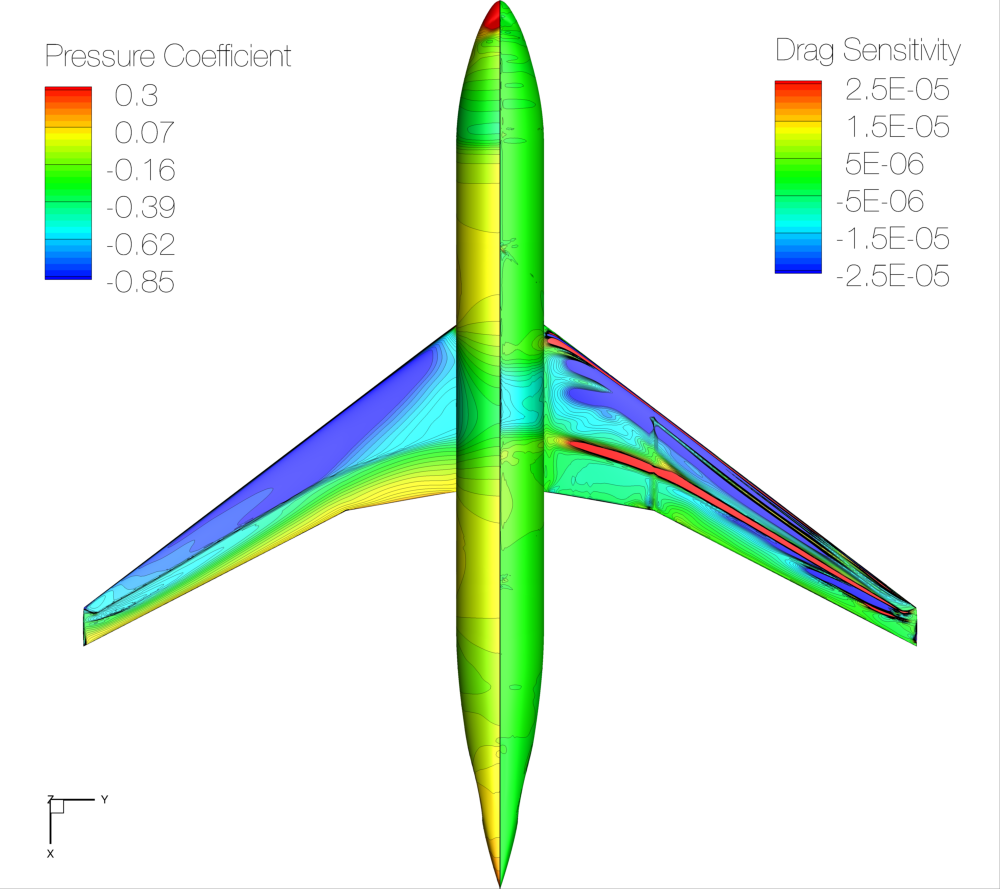 Pressure Coefficient
0.3
0.07
-0.16
-0.39
-0.62
-0.85
Drag Sensitivity
2.5E-05
1.5E-05
5E-06
-5E-06
-1.5E-05
-2.5E-05
Z
Y
X